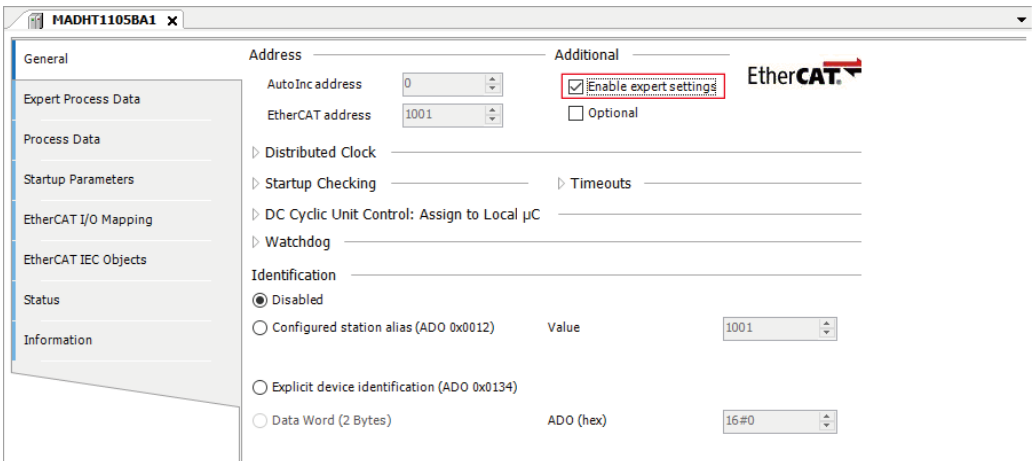 MADHT1105BA1 X
General
Expert Process Data
Process Data
Startup Parameters
EtherCAT I/O Mapping
EtherCAT IEC Objects
Status
Information
Address
AutoInc address 0
EtherCAT address 1001
Additional
Enable expert settings
Optional
EtherCAT.
Distributed Clock
Startup Checking
Timeouts
DC Cyclic Unit Control: Assign to Local µC
Watchdog
Identification
Disabled
Configured station alias (ADO 0x0012) Value 1001
Explicit device identification (ADO 0x0134)
Data Word (2 Bytes) ADO (hex) 16#0